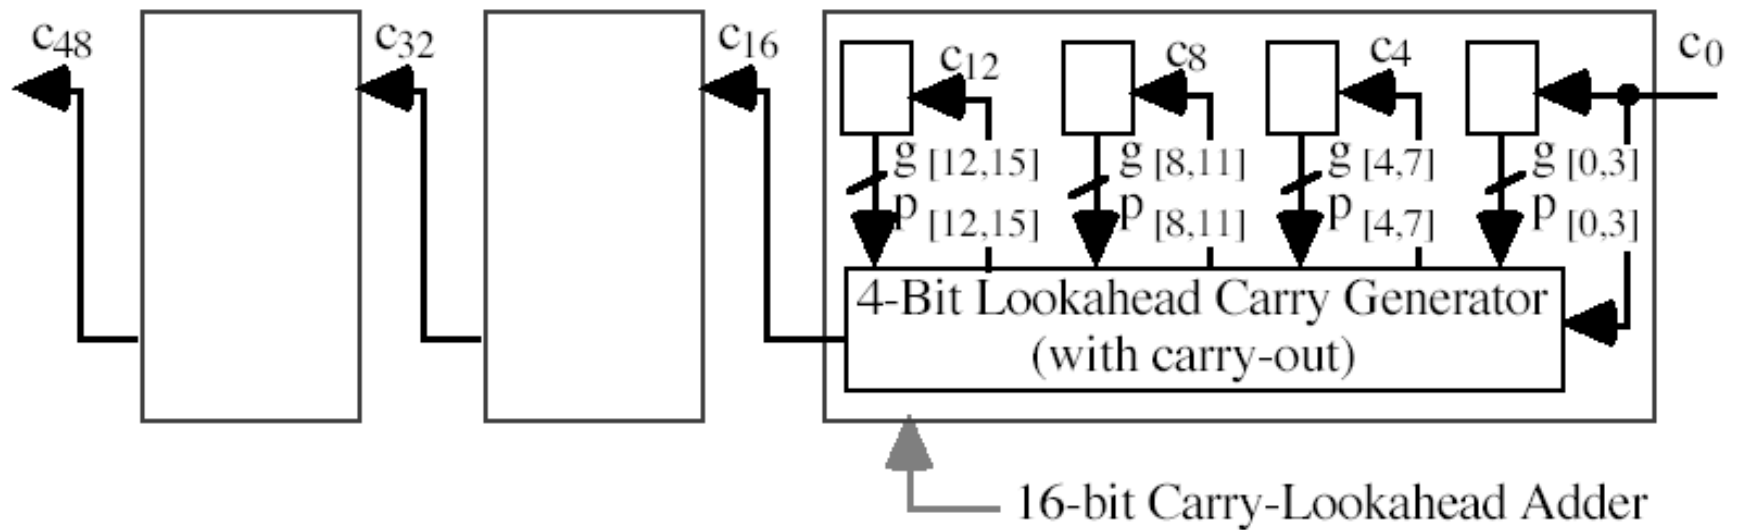 c48 c32 c16 c12 c8 c4 c0
g [12,15] g [8,11] g [4,7] g [0,3]
p [12,15] p [8,11] p [4,7] p [0,3]
4-Bit Lookahead Carry Generator
(with carry-out)
16-bit Carry-Lookahead Adder